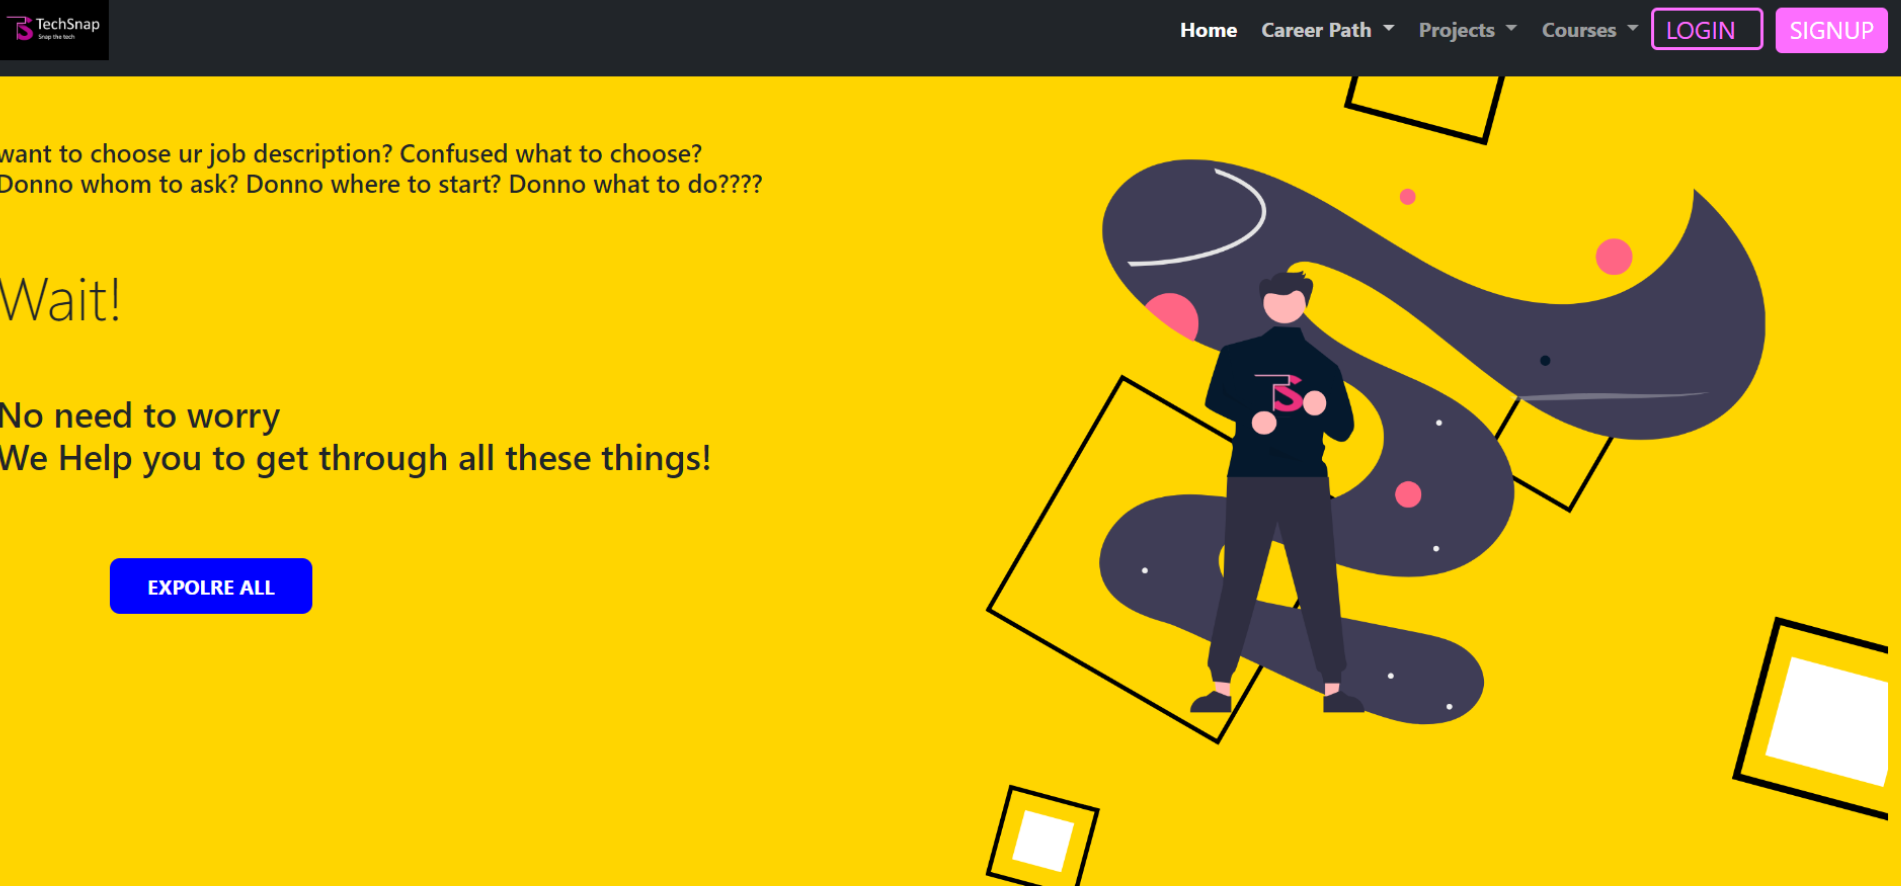 TechSnap
Snap the tech
Home Career Path Projects Courses LOGIN SIGNUP
want to choose ur job description? Confused what to choose?
Donno whom to ask? Donno where to start? Donno what to do????
Wait!
No need to worry
We Help you to get through all these things!
EXPOLRE ALL
TS